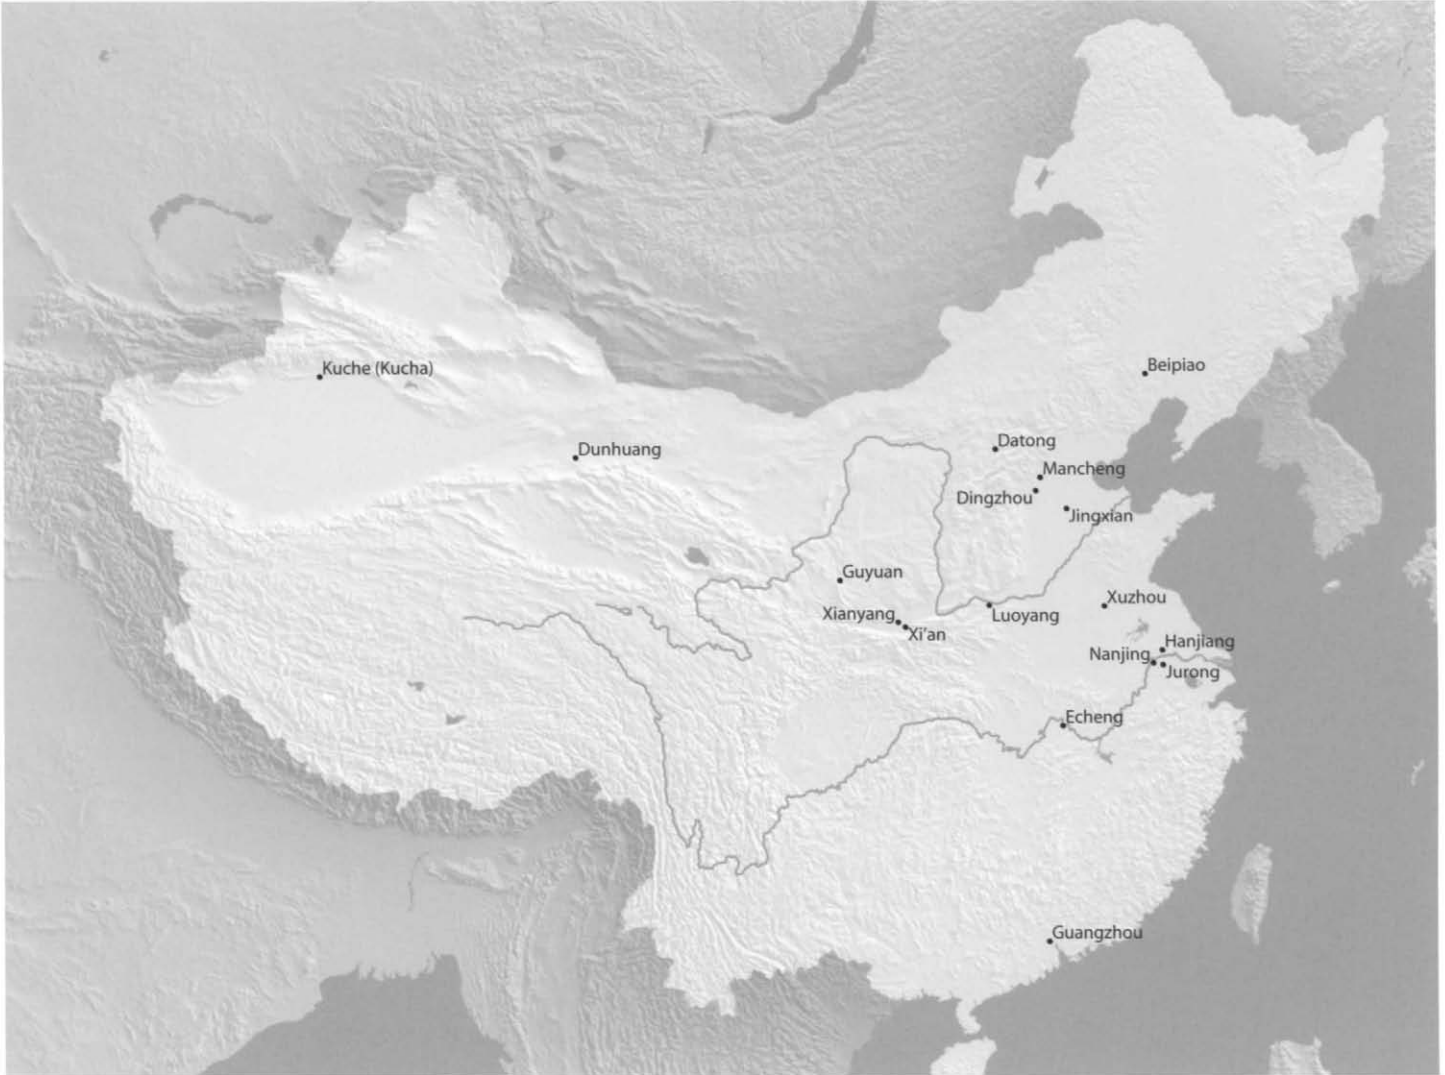 Kuche (Kucha)
Beipiao
Dunhuang
Datong
Mancheng
Dingzhou
Jingxian
Guyuan
Xuzhou
Xianyang
Luoyang
Xi'an
Hanjiang
Nanjing
Jurong
Echeng
Guangzhou